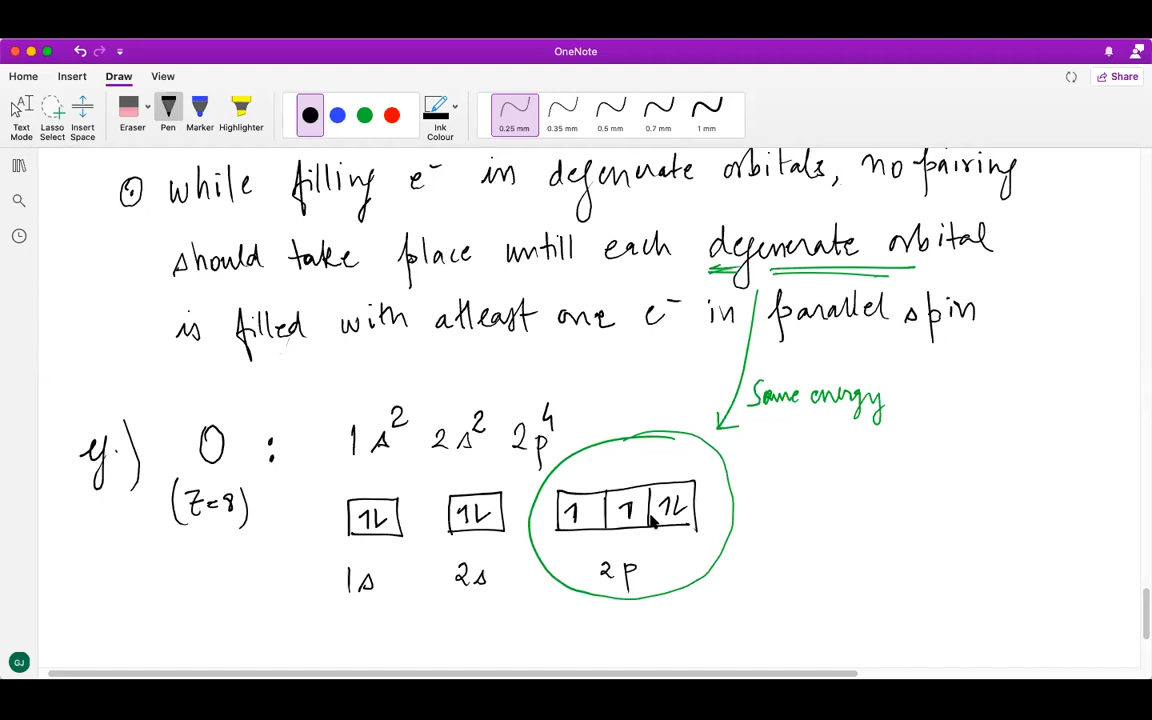 OneNote
Home Insert Draw View
Share
Text Mode
Lasso Select
Insert Space
Eraser
Pen
Marker
Highlighter
Ink Colour
0.25 mm
0.35 mm
0.5 mm
0.7 mm
1 mm
while filling e⁻ in degenerate orbitals, no pairing
should take place untill each degenerate orbital
is filled with atleast one e⁻ in parallel spin
Same energy
eg.) O : 1s² 2s² 2p⁴
(Z=8)
1s 2s 2p
GJ